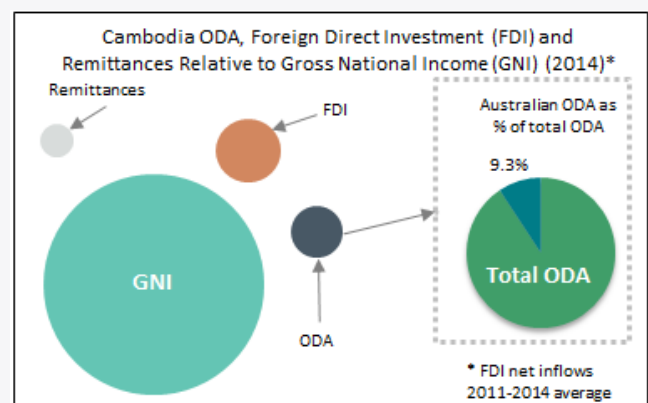 Cambodia ODA, Foreign Direct Investment (FDI) and
Remittances Relative to Gross National Income (GNI) (2014)*
Remittances
FDI
Australian ODA as
% of total ODA
9.3%
GNI
Total ODA
ODA
* FDI net inflows
2011-2014 average